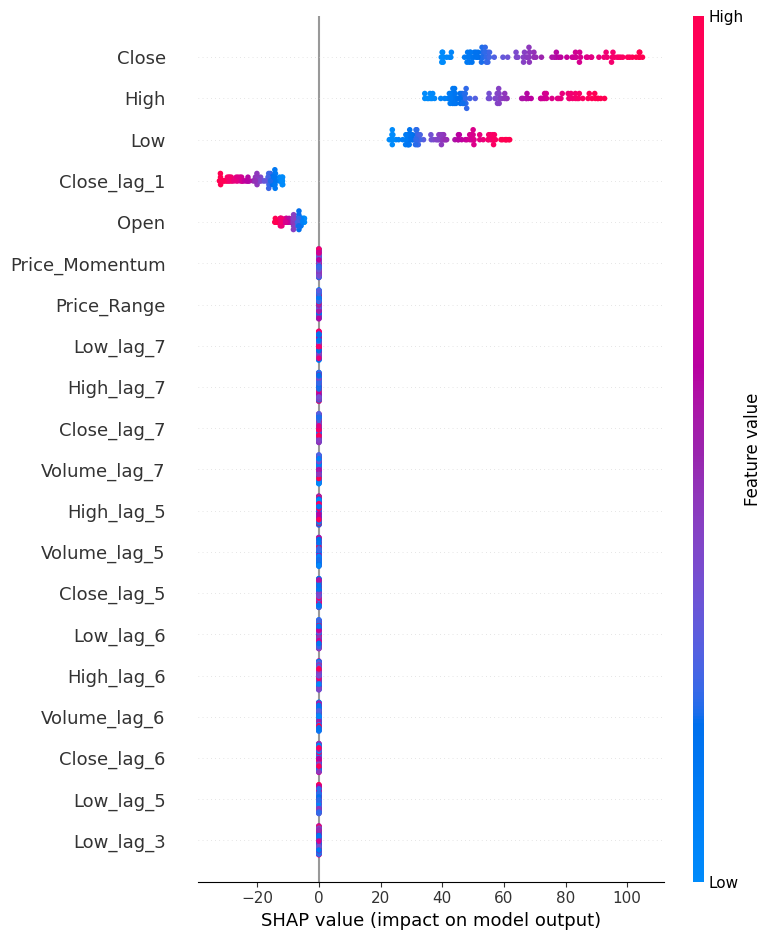 High
Close
High
Low
Close_lag_1
Open
Price_Momentum
Price_Range
Low_lag_7
High_lag_7
Close_lag_7
Volume_lag_7
High_lag_5
Volume_lag_5
Close_lag_5
Low_lag_6
High_lag_6
Volume_lag_6
Close_lag_6
Low_lag_5
Low_lag_3
Feature value
Low
−20 0 20 40 60 80 100
SHAP value (impact on model output)